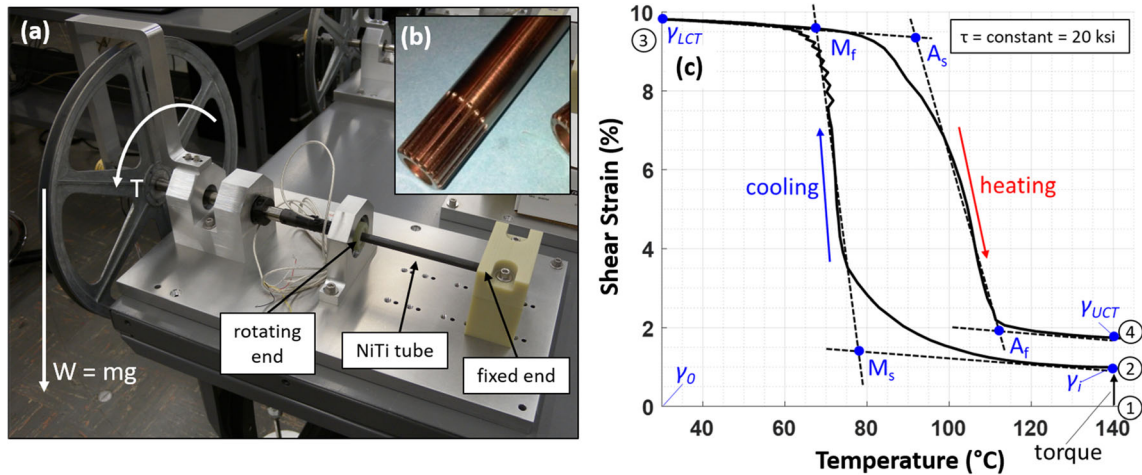 (a)
T
W = mg
rotating
end
NiTi tube
fixed end
(b)
(c)
τ = constant = 20 ksi
10
8
6
4
2
0
Shear Strain (%)
γLCT
3
Mf
As
cooling
heating
γUCT
4
Af
Ms
γ0
γi
2
1
40
60
80
100
120
140
torque
Temperature (°C)